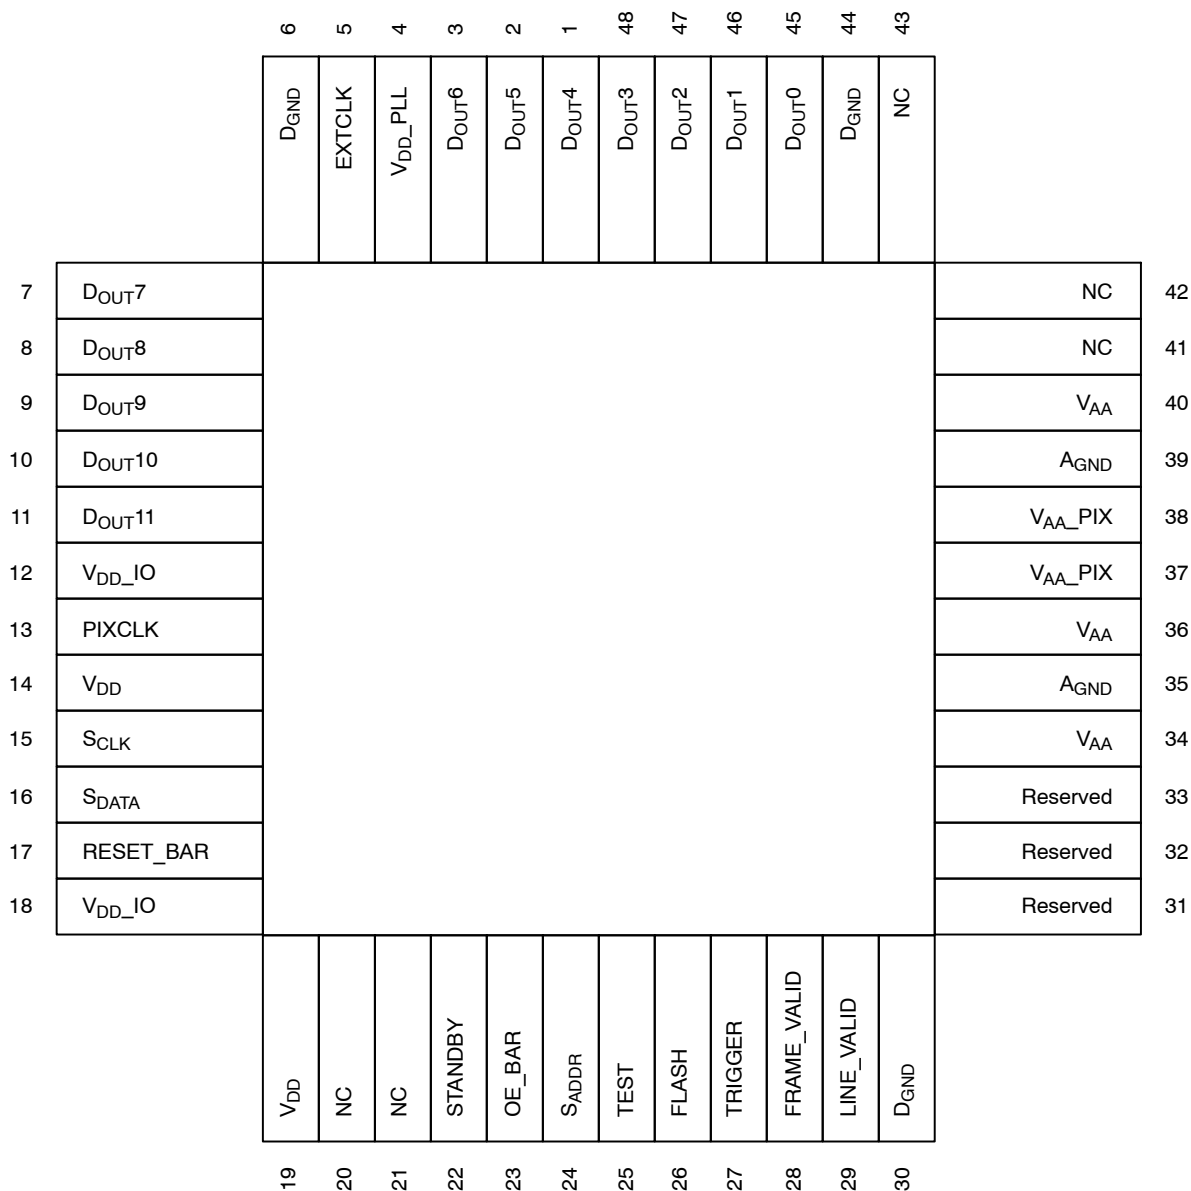 6 5 4 3 2 1 48 47 46 45 44 43
DGND
EXTCLK
VDD_PLL
DOUT6
DOUT5
DOUT4
DOUT3
DOUT2
DOUT1
DOUT0
DGND
NC
7 DOUT7 NC 42
8 DOUT8 NC 41
9 DOUT9 VAA 40
10 DOUT10 AGND 39
11 DOUT11 VAA_PIX 38
12 VDD_IO VAA_PIX 37
13 PIXCLK VAA 36
14 VDD AGND 35
15 SCLK VAA 34
16 SDATA Reserved 33
17 RESET_BAR Reserved 32
18 VDD_IO Reserved 31
VDD
NC
NC
STANDBY
OE_BAR
SADDR
TEST
FLASH
TRIGGER
FRAME_VALID
LINE_VALID
DGND
19 20 21 22 23 24 25 26 27 28 29 30